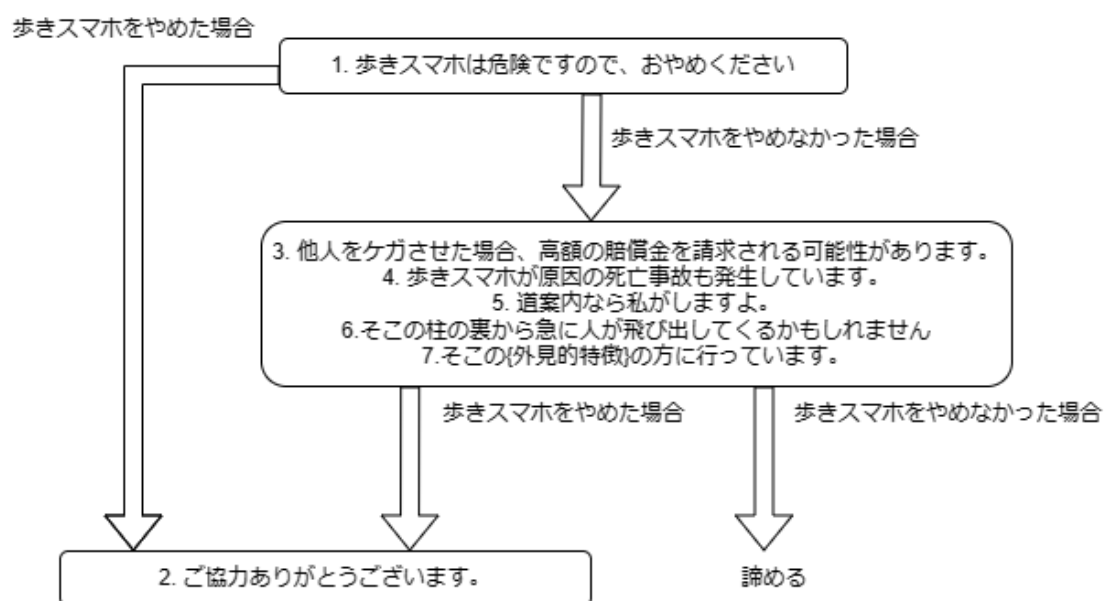 歩きスマホをやめた場合
1. 歩きスマホは危険ですので、おやめください
歩きスマホをやめなかった場合
3. 他人をケガさせた場合、高額の賠償金を請求される可能性があります。
4. 歩きスマホが原因の死亡事故も発生しています。
5. 道案内なら私がしますよ。
6.そこの柱の裏から急に人が飛び出してくるかもしれません
7.そこの{外見的特徴}の方に行っています。
歩きスマホをやめた場合
歩きスマホをやめなかった場合
2. ご協力ありがとうございます。
諦める